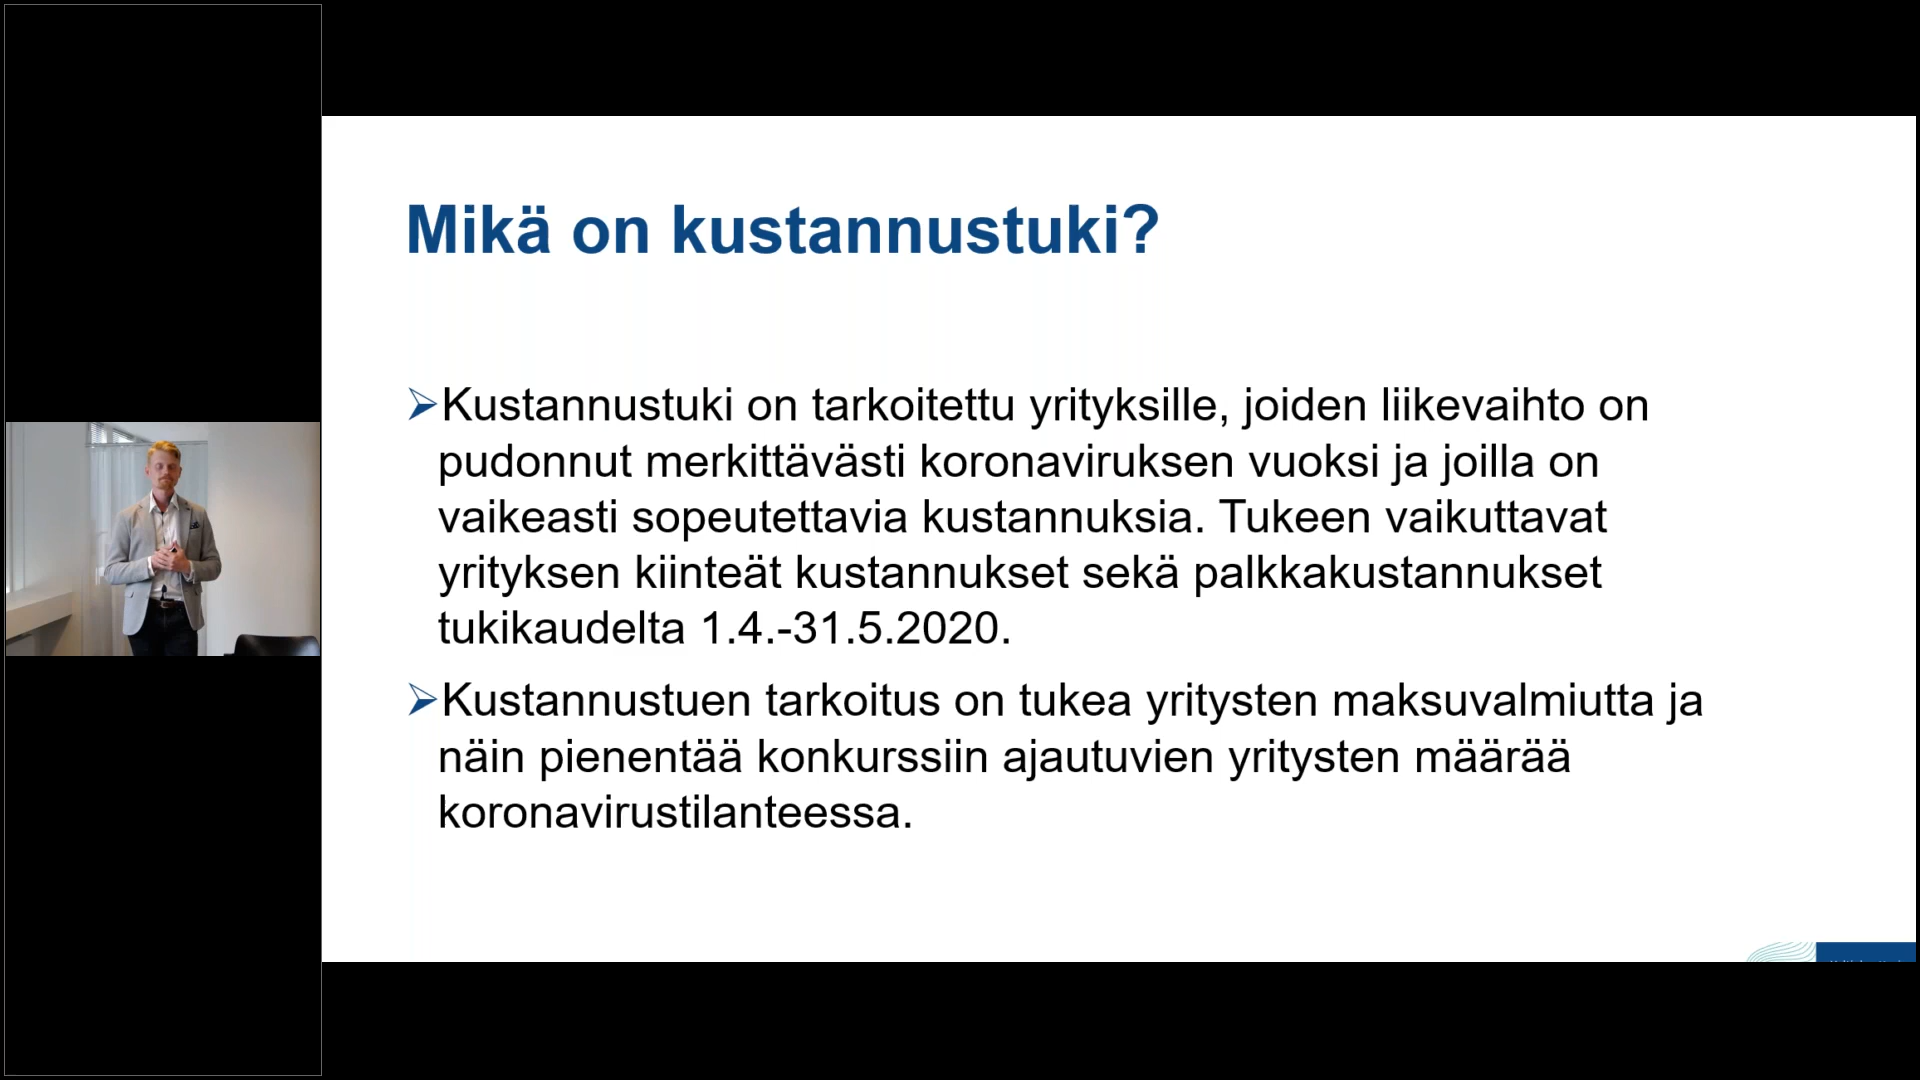 Mikä on kustannustuki?
➢Kustannustuki on tarkoitettu yrityksille, joiden liikevaihto on
pudonnut merkittävästi koronaviruksen vuoksi ja joilla on
vaikeasti sopeutettavia kustannuksia. Tukeen vaikuttavat
yrityksen kiinteät kustannukset sekä palkkakustannukset
tukikaudelta 1.4.-31.5.2020.
➢Kustannustuen tarkoitus on tukea yritysten maksuvalmiutta ja
näin pienentää konkurssiin ajautuvien yritysten määrää
koronavirustilanteessa.